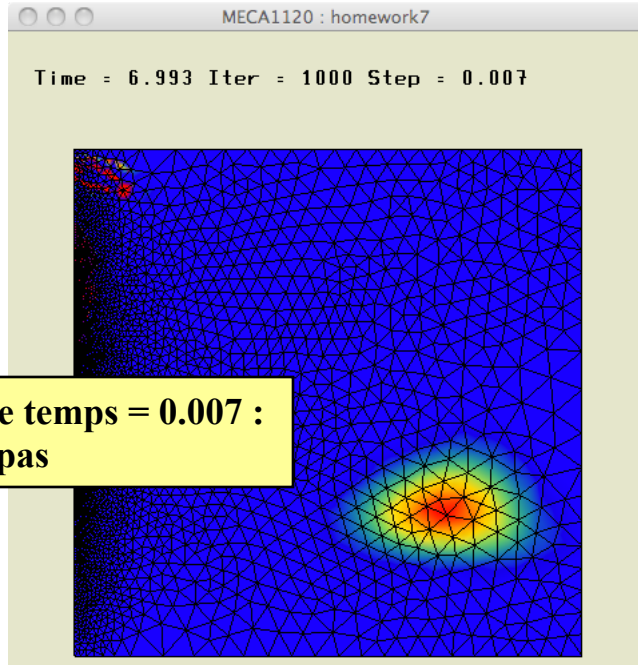 MECA1120 : homework7
Time = 6.993 Iter = 1000 Step = 0.007
e temps = 0.007 :
pas